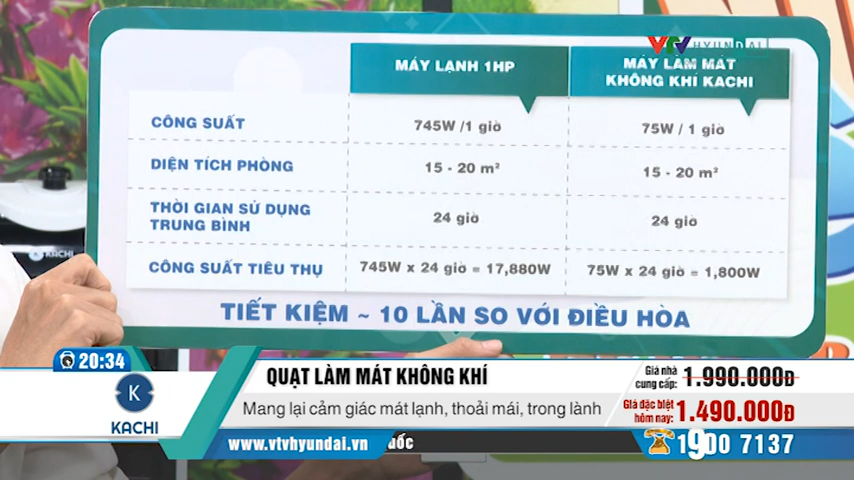 VTV HYUNDAI
MÁY LẠNH 1HP
MÁY LÀM MÁT
KHÔNG KHÍ KACHI
CÔNG SUẤT 745W /1 giờ 75W / 1 giờ
DIỆN TÍCH PHÒNG 15 - 20 m² 15 - 20 m²
THỜI GIAN SỬ DỤNG
TRUNG BÌNH 24 giờ 24 giờ
CÔNG SUẤT TIÊU THỤ 745W x 24 giờ = 17,880W 75W x 24 giờ = 1,800W
TIẾT KIỆM ~ 10 LẦN SO VỚI ĐIỀU HÒA
KACHI
20:34
K
KACHI
QUẠT LÀM MÁT KHÔNG KHÍ
Mang lại cảm giác mát lạnh, thoải mái, trong lành
Giá nhà
cung cấp: 1.990.000Đ
Giá đặc biệt
hôm nay: 1.490.000Đ
www.vtvhyundai.vn